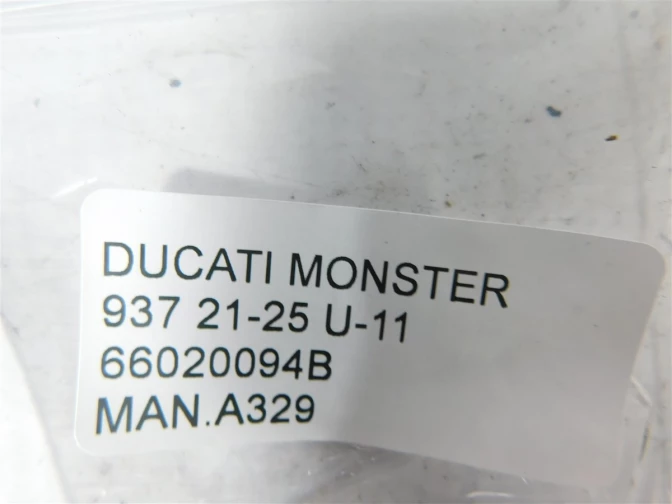 DUCATI MONSTER
937 21-25 U-11
66020094B
MAN.A329